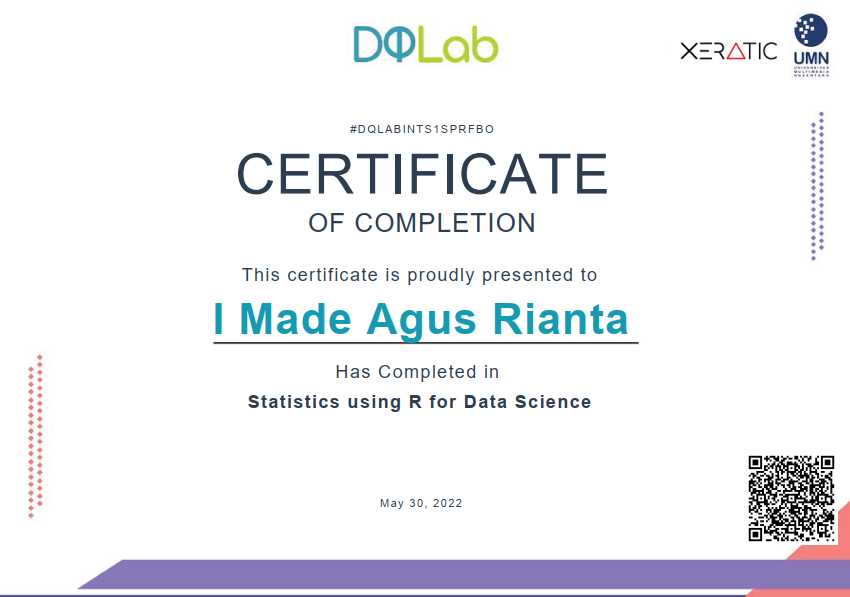 DQLab
XERATIC
UMN
UNIVERSITAS
MULTIMEDIA
NUSANTARA
#DQLABINTS1SPRFBO
CERTIFICATE
OF COMPLETION
This certificate is proudly presented to
I Made Agus Rianta
Has Completed in
Statistics using R for Data Science
May 30, 2022